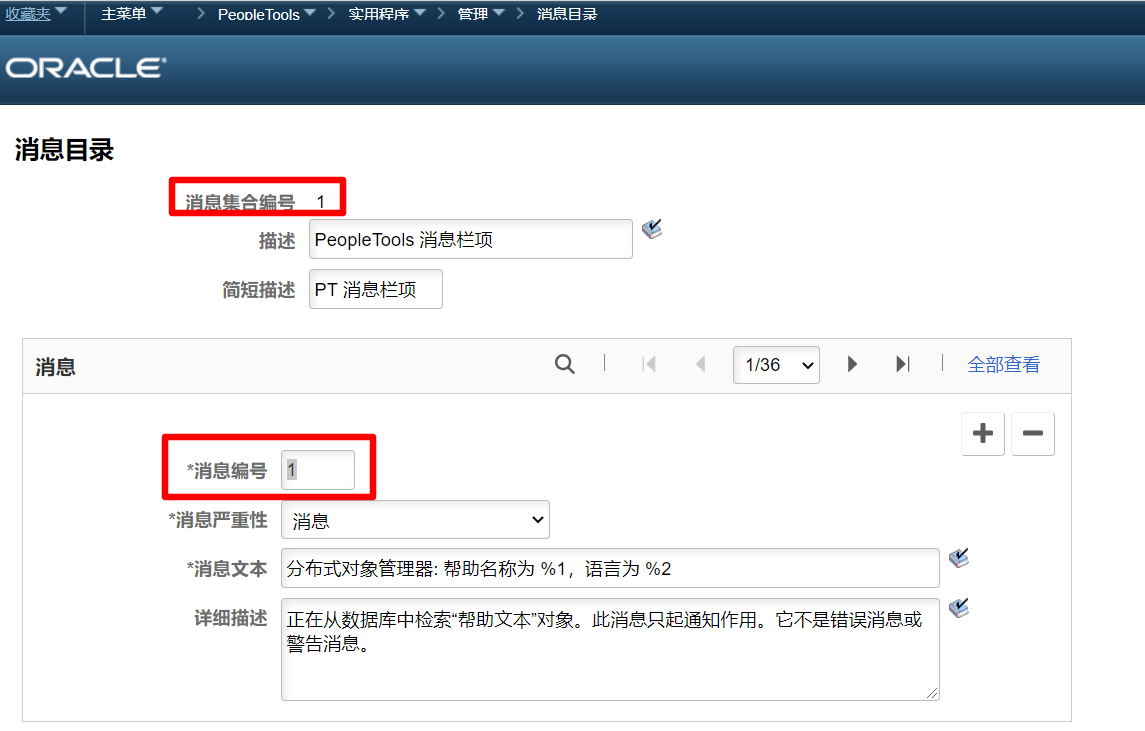 收藏夹 主菜单 > PeopleTools > 实用程序 > 管理 > 消息目录
ORACLE®
消息目录
消息集合编号 1
描述 PeopleTools 消息栏项
简短描述 PT 消息栏项
消息 1/36 全部查看
*消息编号 1
*消息严重性 消息
*消息文本 分布式对象管理器: 帮助名称为 %1，语言为 %2
详细描述 正在从数据库中检索“帮助文本”对象。此消息只起通知作用。它不是错误消息或
警告消息。